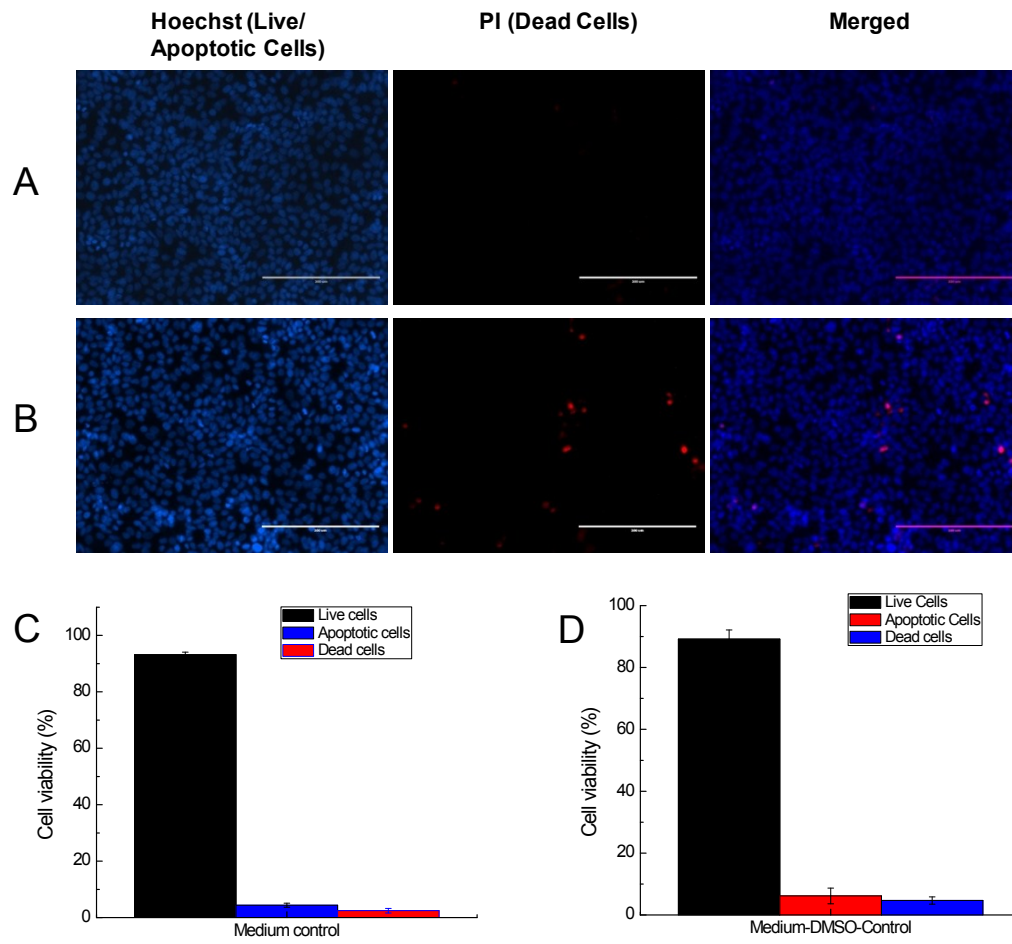 Hoechst (Live/
Apoptotic Cells)
PI (Dead Cells)
Merged
A
B
C
Live cells
Apoptotic cells
Dead cells
100
80
60
40
20
0
Cell viability (%)
Medium control
D
Live Cells
Apoptotic Cells
Dead cells
100
80
60
40
20
0
Cell viability (%)
Medium-DMSO-Control